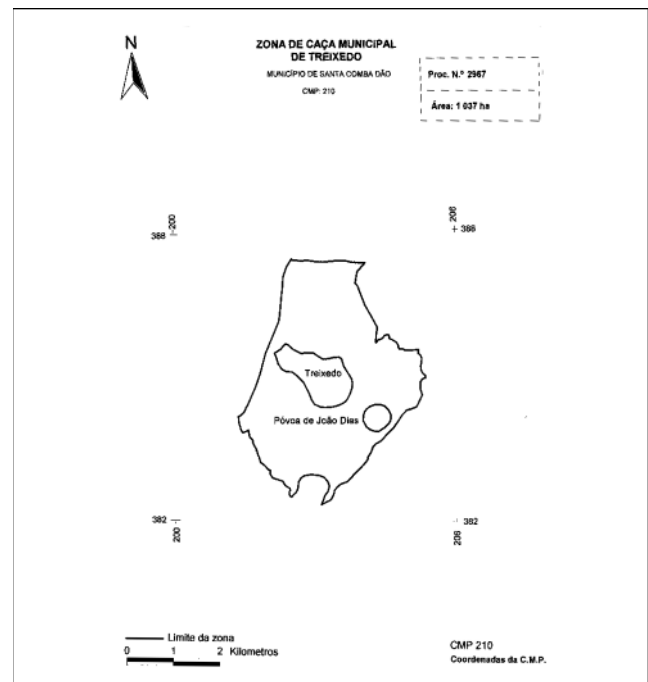 N
ZONA DE CAÇA MUNICIPAL
DE TREIXEDO
MUNICÍPIO DE SANTA COMBA DÃO
CMP: 210
Proc. N.º 2967
Área: 1 037 ha
200
388
206
388
Treixedo
Póvoa de João Dias
382
200
382
206
Limite da zona
0 1 2 Kilometros
CMP 210
Coordenadas da C.M.P.